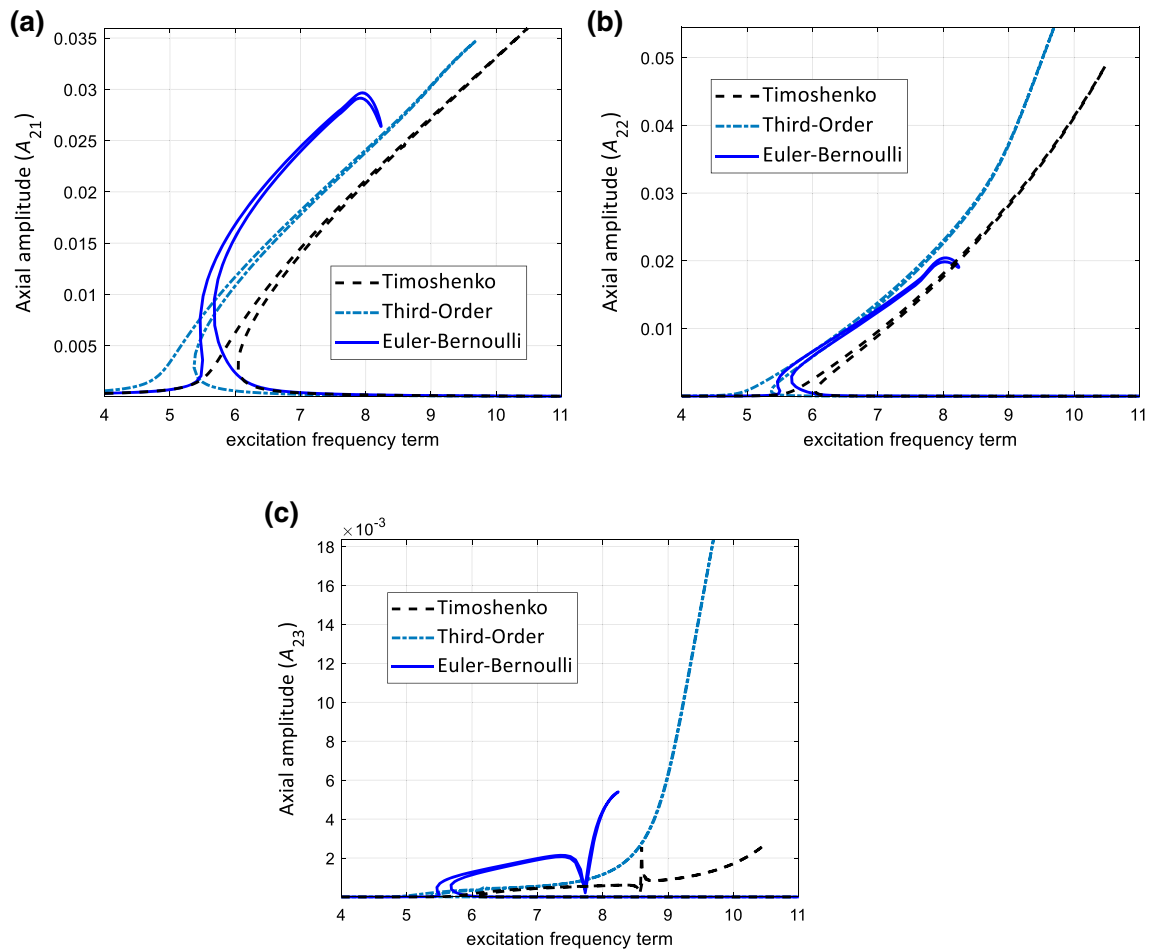 (a)
Axial amplitude (A21)
0.035
0.03
0.025
0.02
0.015
0.01
0.005
4 5 6 7 8 9 10 11
excitation frequency term
Timoshenko
Third-Order
Euler-Bernoulli
(b)
Axial amplitude (A22)
0.05
0.04
0.03
0.02
0.01
4 5 6 7 8 9 10 11
excitation frequency term
Timoshenko
Third-Order
Euler-Bernoulli
(c)
×10-3
Axial amplitude (A23)
18
16
14
12
10
8
6
4
2
4 5 6 7 8 9 10 11
excitation frequency term
Timoshenko
Third-Order
Euler-Bernoulli